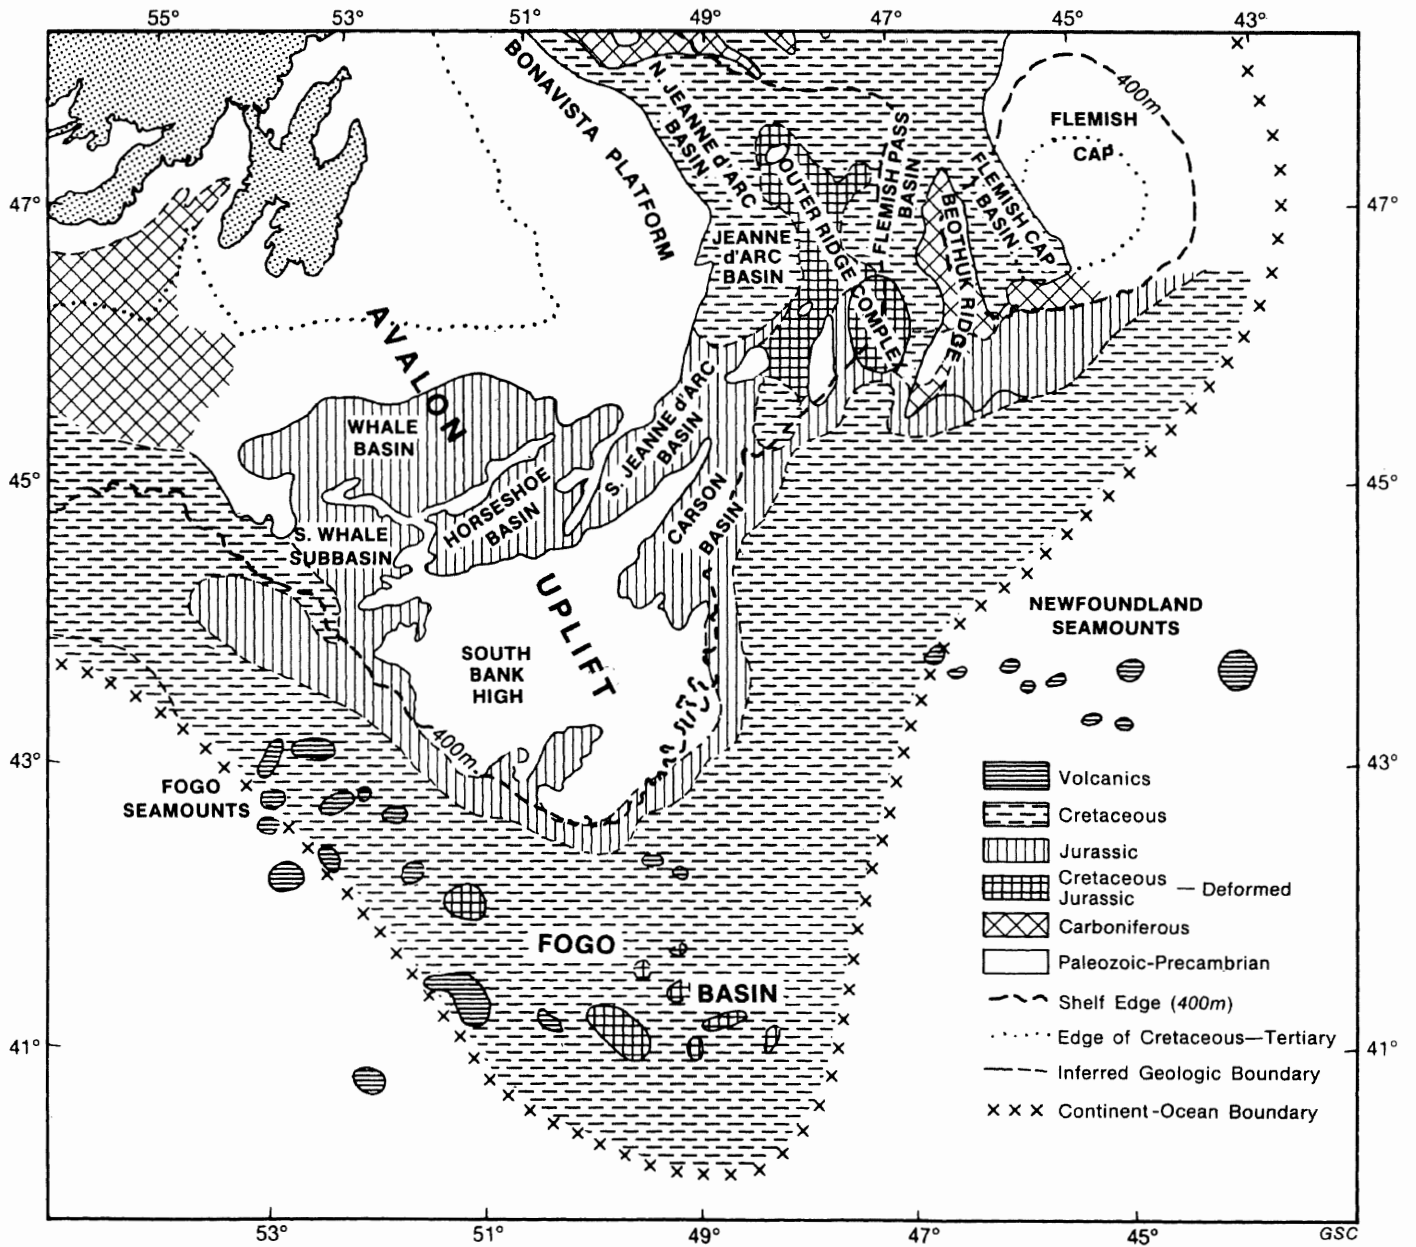 55° 53° 51° 49° 47° 45° 43°
BONAVISTA PLATFORM
N. JEANNE d'ARC
BASIN
400m
FLEMISH
CAP
FLEMISH PASS
BASIN
FLEMISH CAP
BASIN
OUTER RIDGE COMPLEX
BEOTHUK RIDGE
47° 47°
JEANNE
d'ARC
BASIN
AVALON
UPLIFT
WHALE
BASIN
S. JEANNE d'ARC
BASIN
45° 45°
HORSESHOE
BASIN
CARSON
BASIN
S. WHALE
SUBBASIN
NEWFOUNDLAND
SEAMOUNTS
SOUTH
BANK
HIGH
400m
43° 43°
FOGO
SEAMOUNTS
Volcanics
Cretaceous
Jurassic
Cretaceous
Jurassic — Deformed
Carboniferous
Paleozoic-Precambrian
Shelf Edge (400m)
Edge of Cretaceous—Tertiary
Inferred Geologic Boundary
Continent-Ocean Boundary
FOGO
BASIN
41° 41°
53° 51° 49° 47° 45°
GSC